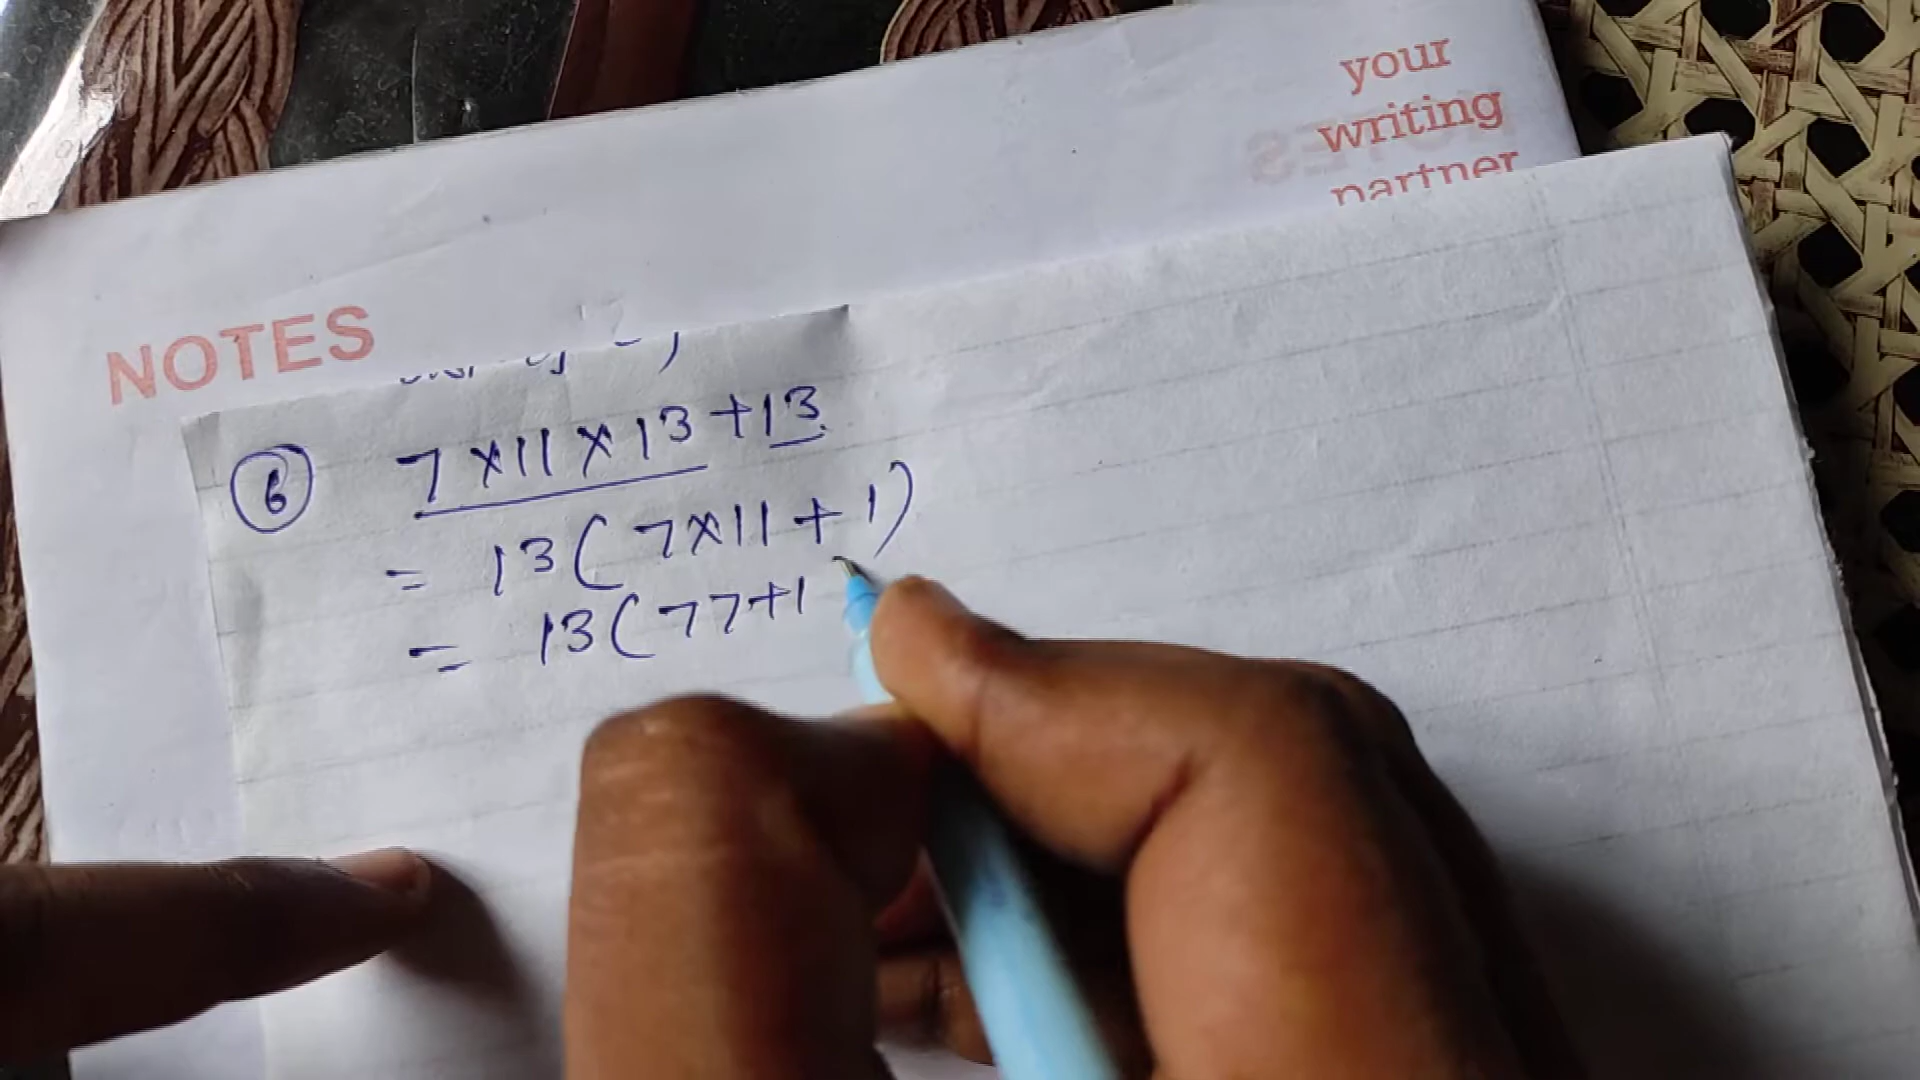 your
writing
partner
NOTES
6 7 × 11 × 13 + 13
= 13 ( 7 × 11 + 1 )
= 13 ( 77 + 1